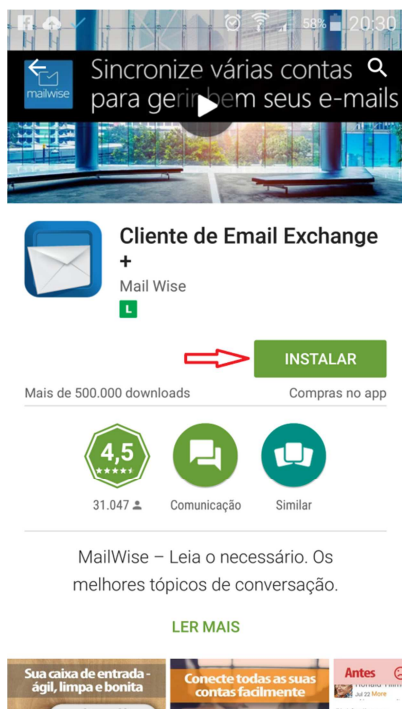 58% 20:30
Sincronize várias contas
mailwise
para gerir bem seus e-mails
Cliente de Email Exchange
+
Mail Wise
L
INSTALAR
Mais de 500.000 downloads
Compras no app
4,5
31.047
Comunicação
Similar
MailWise – Leia o necessário. Os
melhores tópicos de conversação.
LER MAIS
Sua caixa de entrada -
ágil, limpa e bonita
Conecte todas as suas
contas facilmente
Antes
Jul 22 More